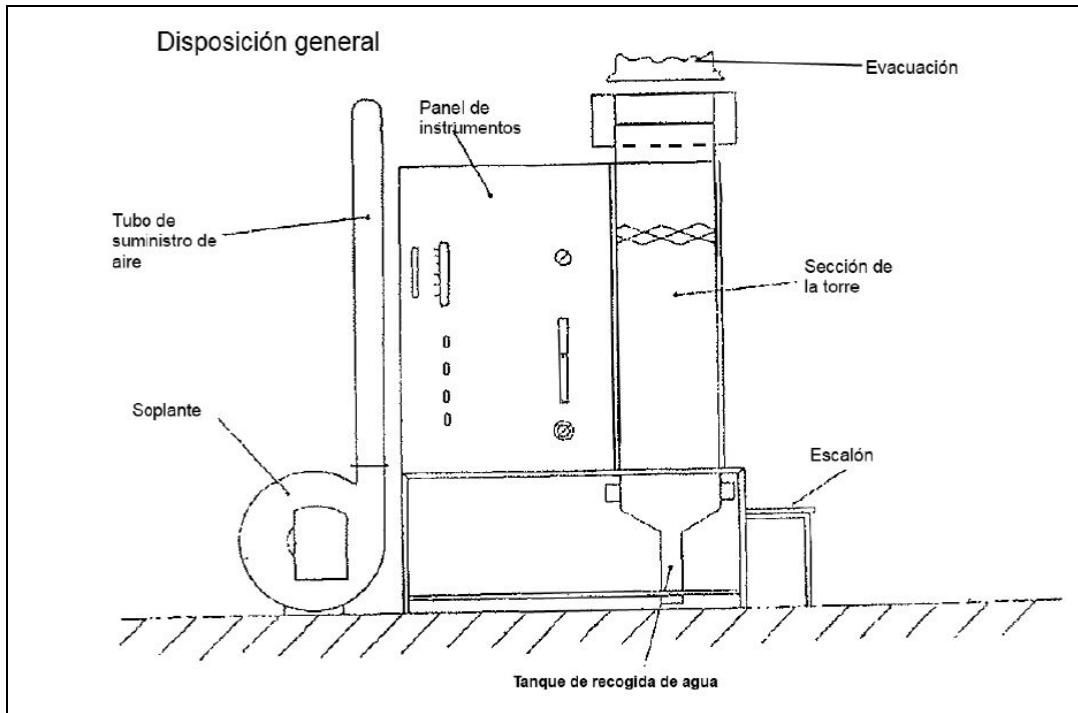 Disposición general
Evacuación
Panel de
instrumentos
Tubo de
suministro de
aire
Sección de
la torre
Soplante
Escalón
Tanque de recogida de agua